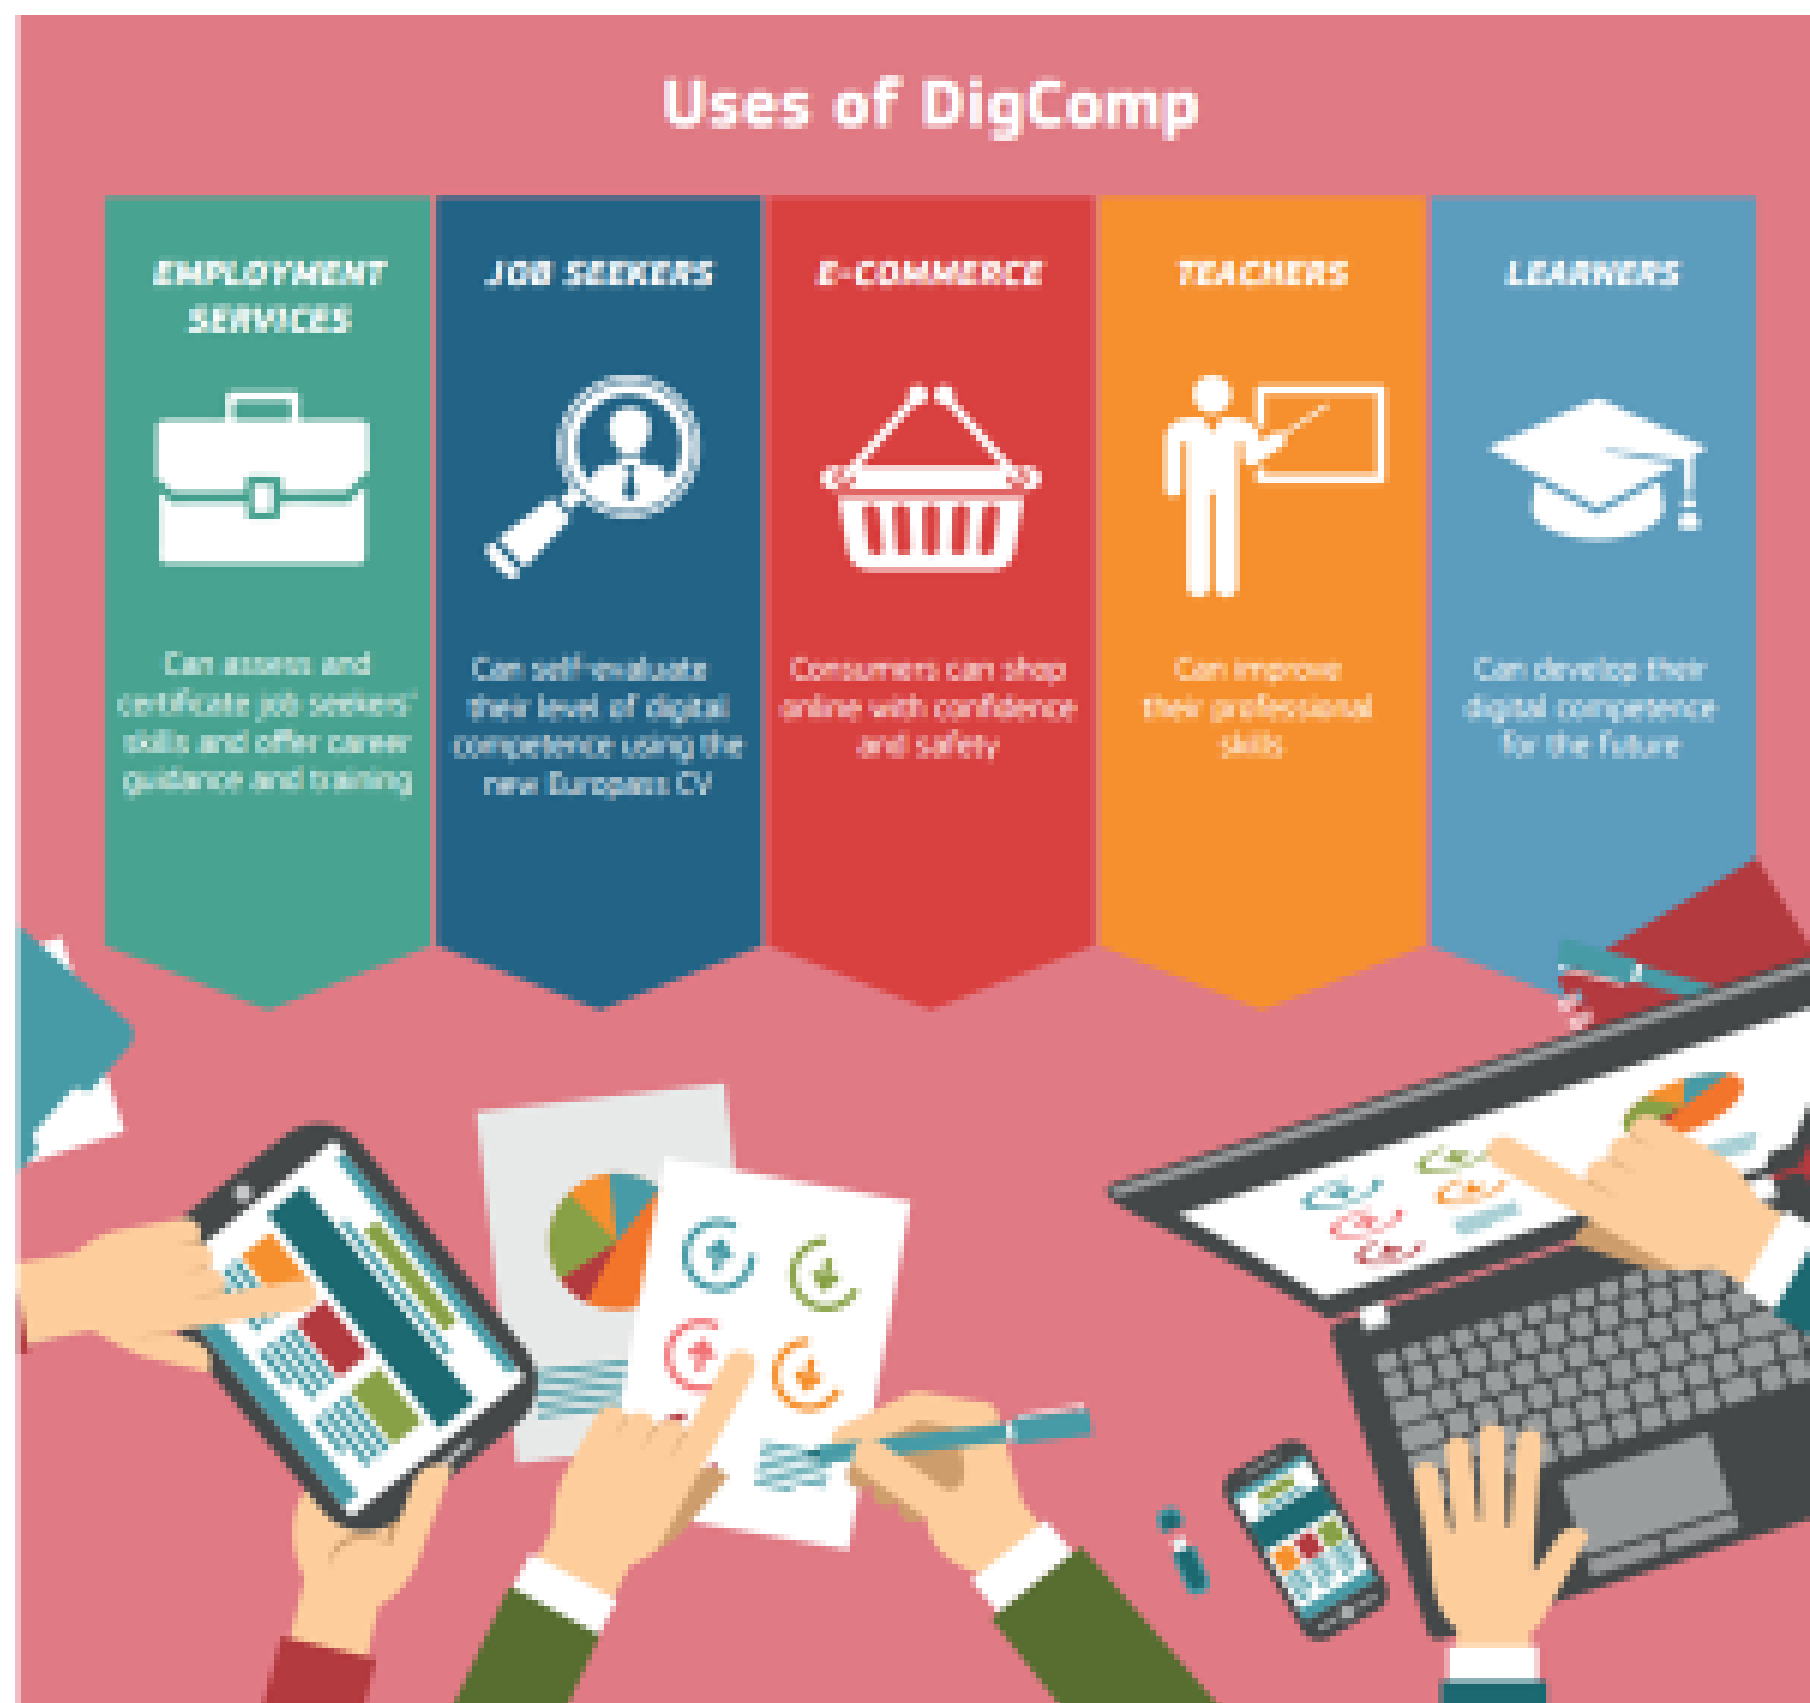 Uses of DigComp
EMPLOYMENT
SERVICES
Can assess and
certificate job seekers'
skills and offer career
guidance and training
JOB SEEKERS
Can self-evaluate
their level of digital
competence using the
new Europass CV
E-COMMERCE
Consumers can shop
online with confidence
and safety
TEACHERS
Can improve
their professional
skills
LEARNERS
Can develop their
digital competence
for the future